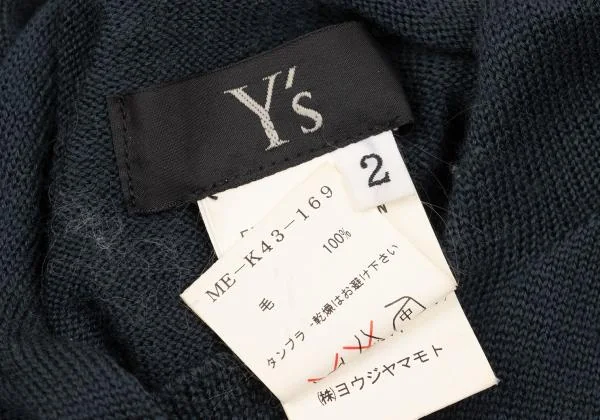 Y's
2
ME-K43-169
毛 100%
タンブラー乾燥はお避け下さい
中
㈱ヨウジヤマモト